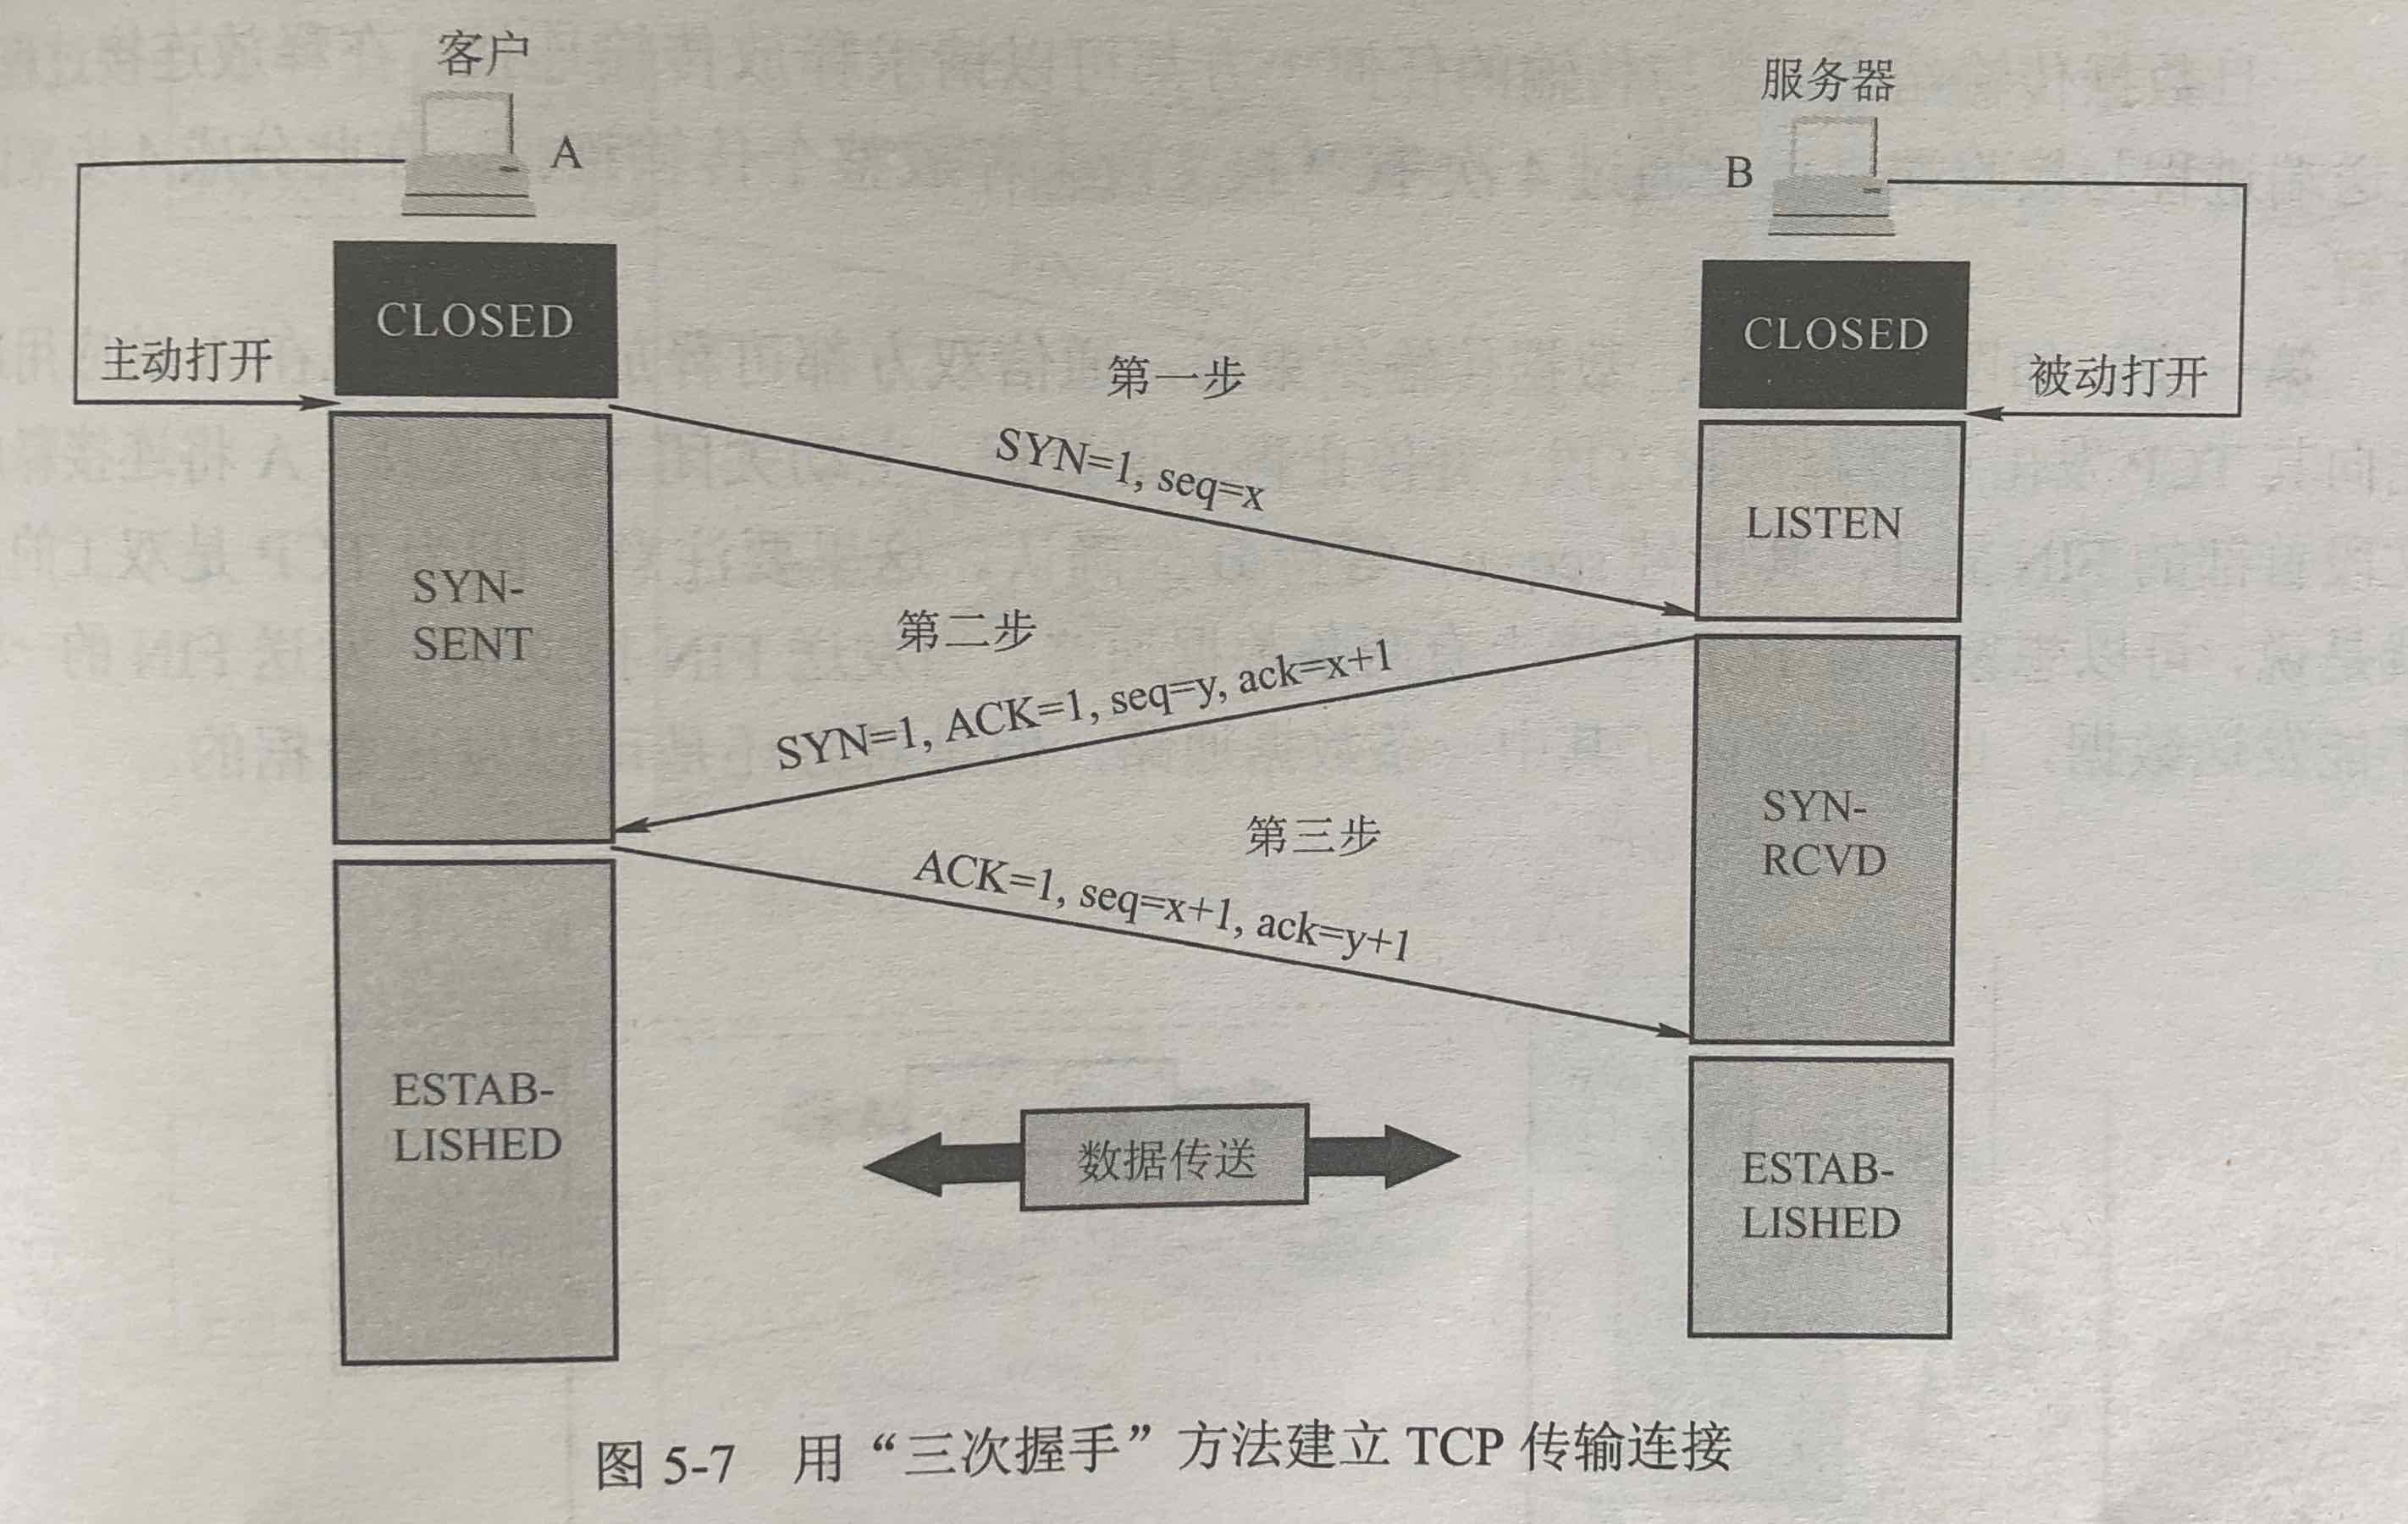 客户
服务器
A
B
CLOSED
CLOSED
主动打开
被动打开
第一步
SYN=1, seq=x
LISTEN
SYN-
SENT
第二步
SYN=1, ACK=1, seq=y, ack=x+1
SYN-
RCVD
第三步
ACK=1, seq=x+1, ack=y+1
ESTAB-
LISHED
数据传送
ESTAB-
LISHED
图 5-7 用“三次握手”方法建立 TCP 传输连接